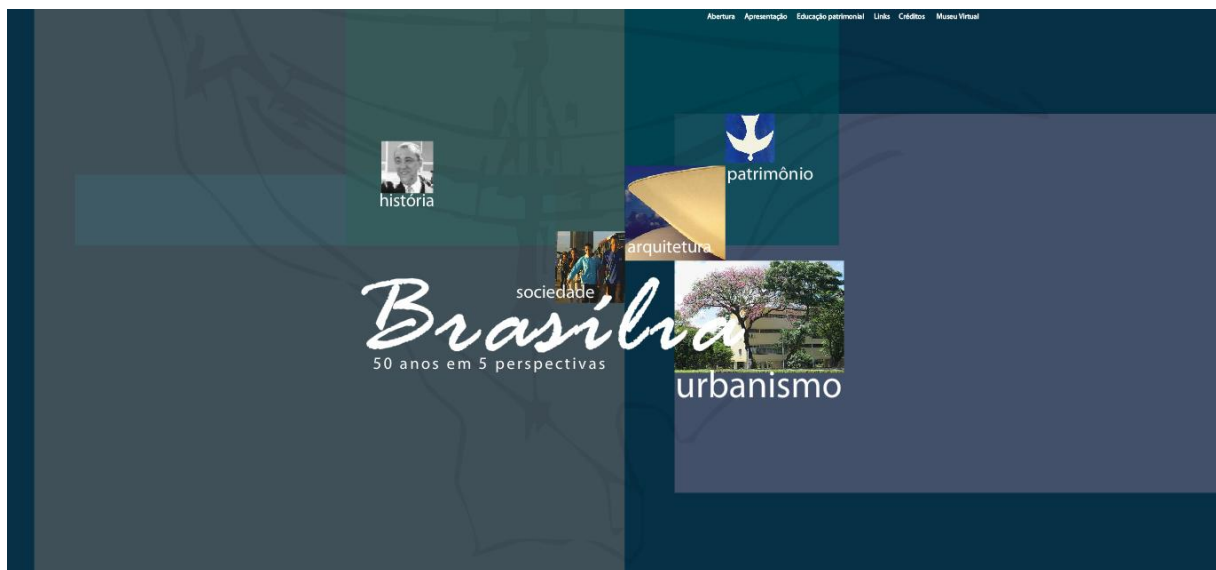 Abertura Apresentação Educação patrimonial Links Créditos Museu Virtual
patrimônio
história
arquitetura
sociedade
Brasília
50 anos em 5 perspectivas
urbanismo